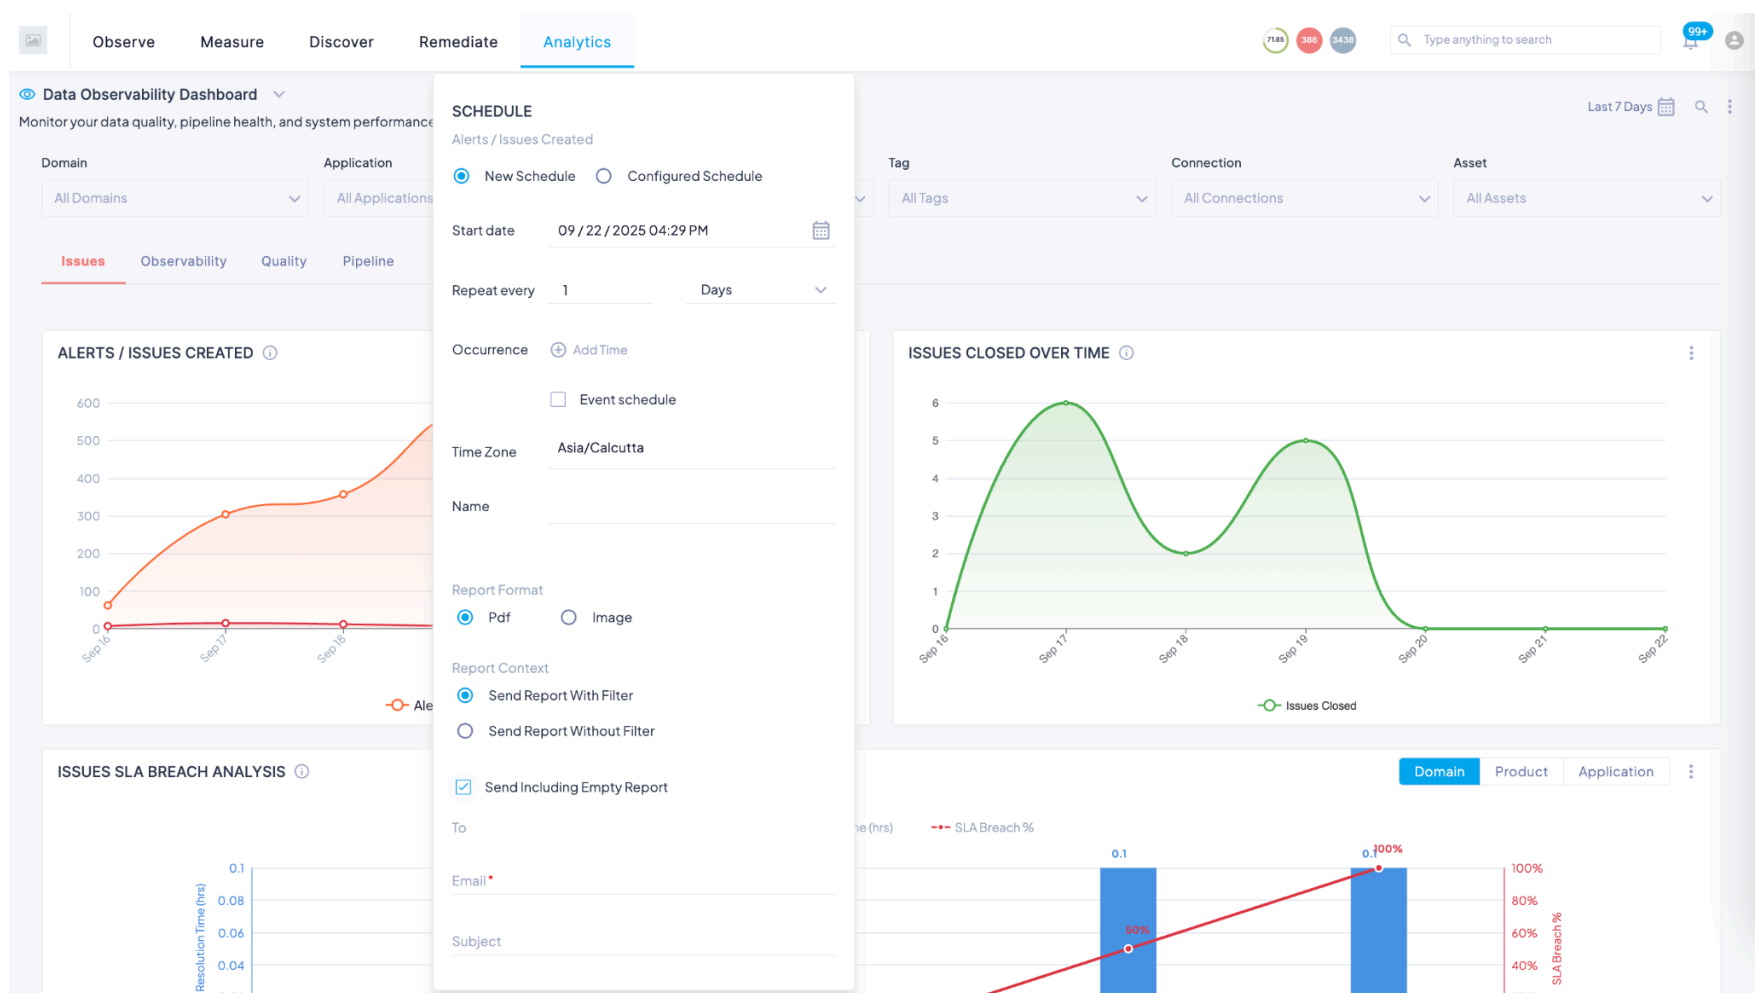 Observe Measure Discover Remediate Analytics
71.85 386 3438
Type anything to search
99+
Data Observability Dashboard
Monitor your data quality, pipeline health, and system performance
Last 7 Days
SCHEDULE
Alerts / Issues Created
New Schedule Configured Schedule
Start date 09 / 22 / 2025 04:29 PM
Repeat every 1 Days
Occurrence Add Time
Event schedule
Time Zone Asia/Calcutta
Name
Report Format
Pdf Image
Report Context
Send Report With Filter
Send Report Without Filter
Send Including Empty Report
To
Email *
Subject
Domain Application Tag Connection Asset
All Domains All Applications All Tags All Connections All Assets
Issues Observability Quality Pipeline
ALERTS / ISSUES CREATED
600
500
400
300
200
100
0
Sep 16 Sep 17 Sep 18
Ale
ISSUES CLOSED OVER TIME
6
5
4
3
2
1
0
Sep 16 Sep 17 Sep 18 Sep 19 Sep 20 Sep 21 Sep 22
Issues Closed
ISSUES SLA BREACH ANALYSIS
Domain Product Application
(hrs) SLA Breach %
0.1
0.08
0.06
0.04
Resolution Time (hrs)
0.1 0.1
50% 100%
100%
80%
60%
40%
SLA Breach %